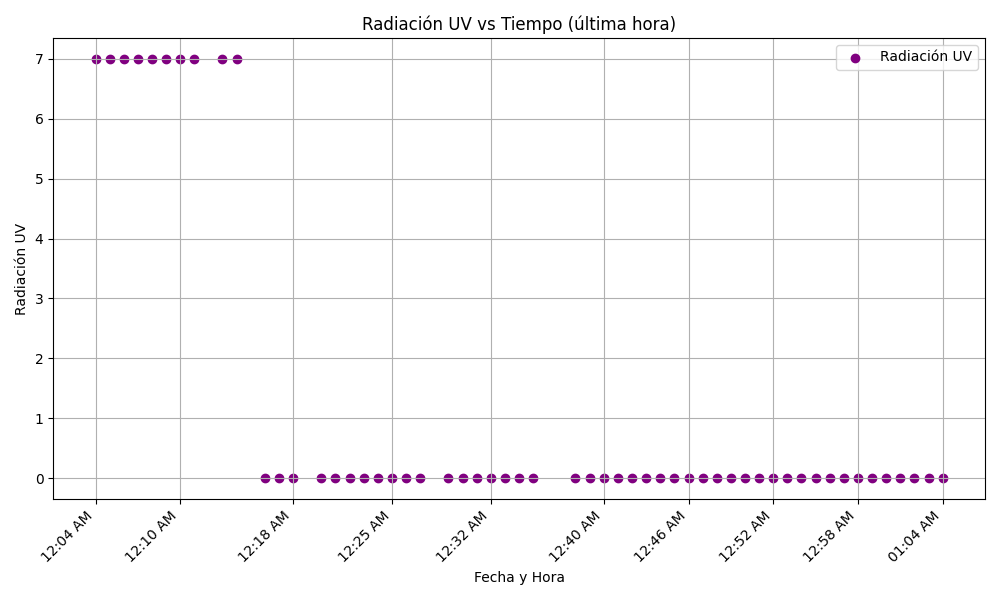 Radiación UV vs Tiempo (última hora)
Radiación UV
7
6
5
4
3
2
1
0
Radiación UV
12:04 AM
12:10 AM
12:18 AM
12:25 AM
12:32 AM
12:40 AM
12:46 AM
12:52 AM
12:58 AM
01:04 AM
Fecha y Hora